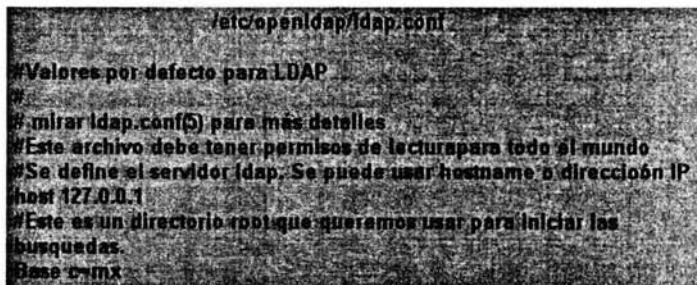 /etc/openldap/ldap.conf
#Valores por defecto para LDAP
#
# mirar ldap.conf(5) para más detalles
#Este archivo debe tener permisos de lecturapara todo el mundo
#Se define el servidor ldap. Se puede usar hostname o direccioón IP
host 127.0.0.1
#Este es un directorio root que queremos usar para iniciar las
busquedas.
Base c=mx